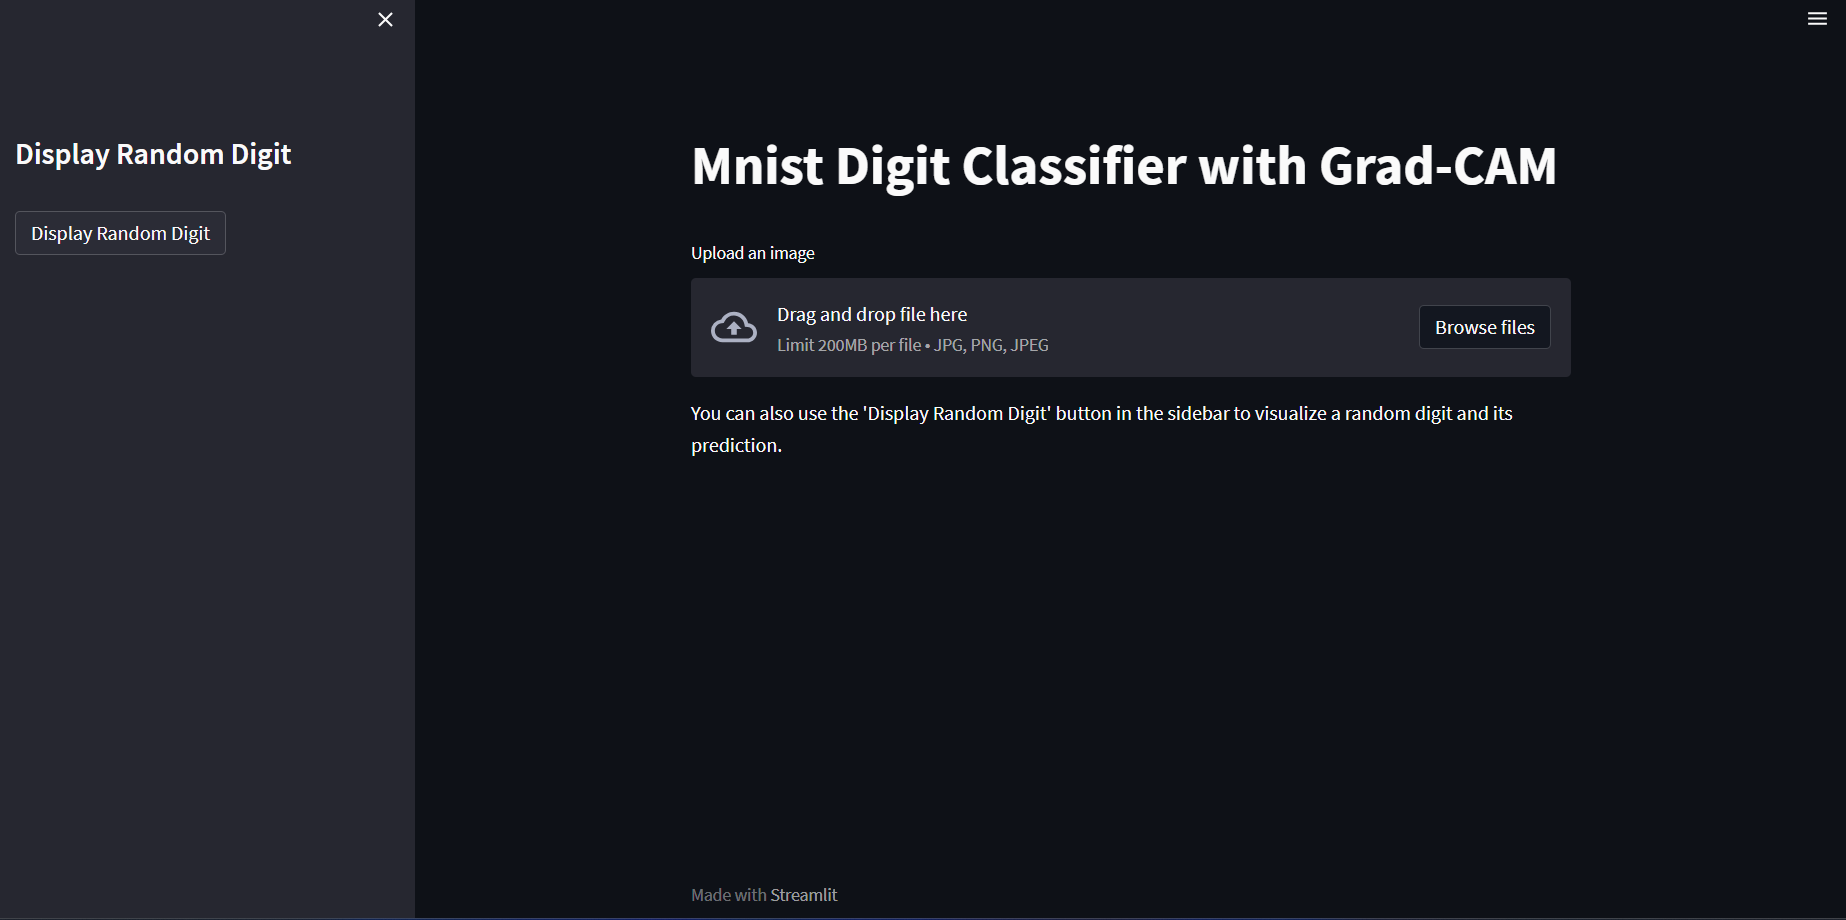 Display Random Digit
Display Random Digit
Mnist Digit Classifier with Grad-CAM
Upload an image
Drag and drop file here
Limit 200MB per file • JPG, PNG, JPEG
Browse files
You can also use the 'Display Random Digit' button in the sidebar to visualize a random digit and its
prediction.
Made with Streamlit